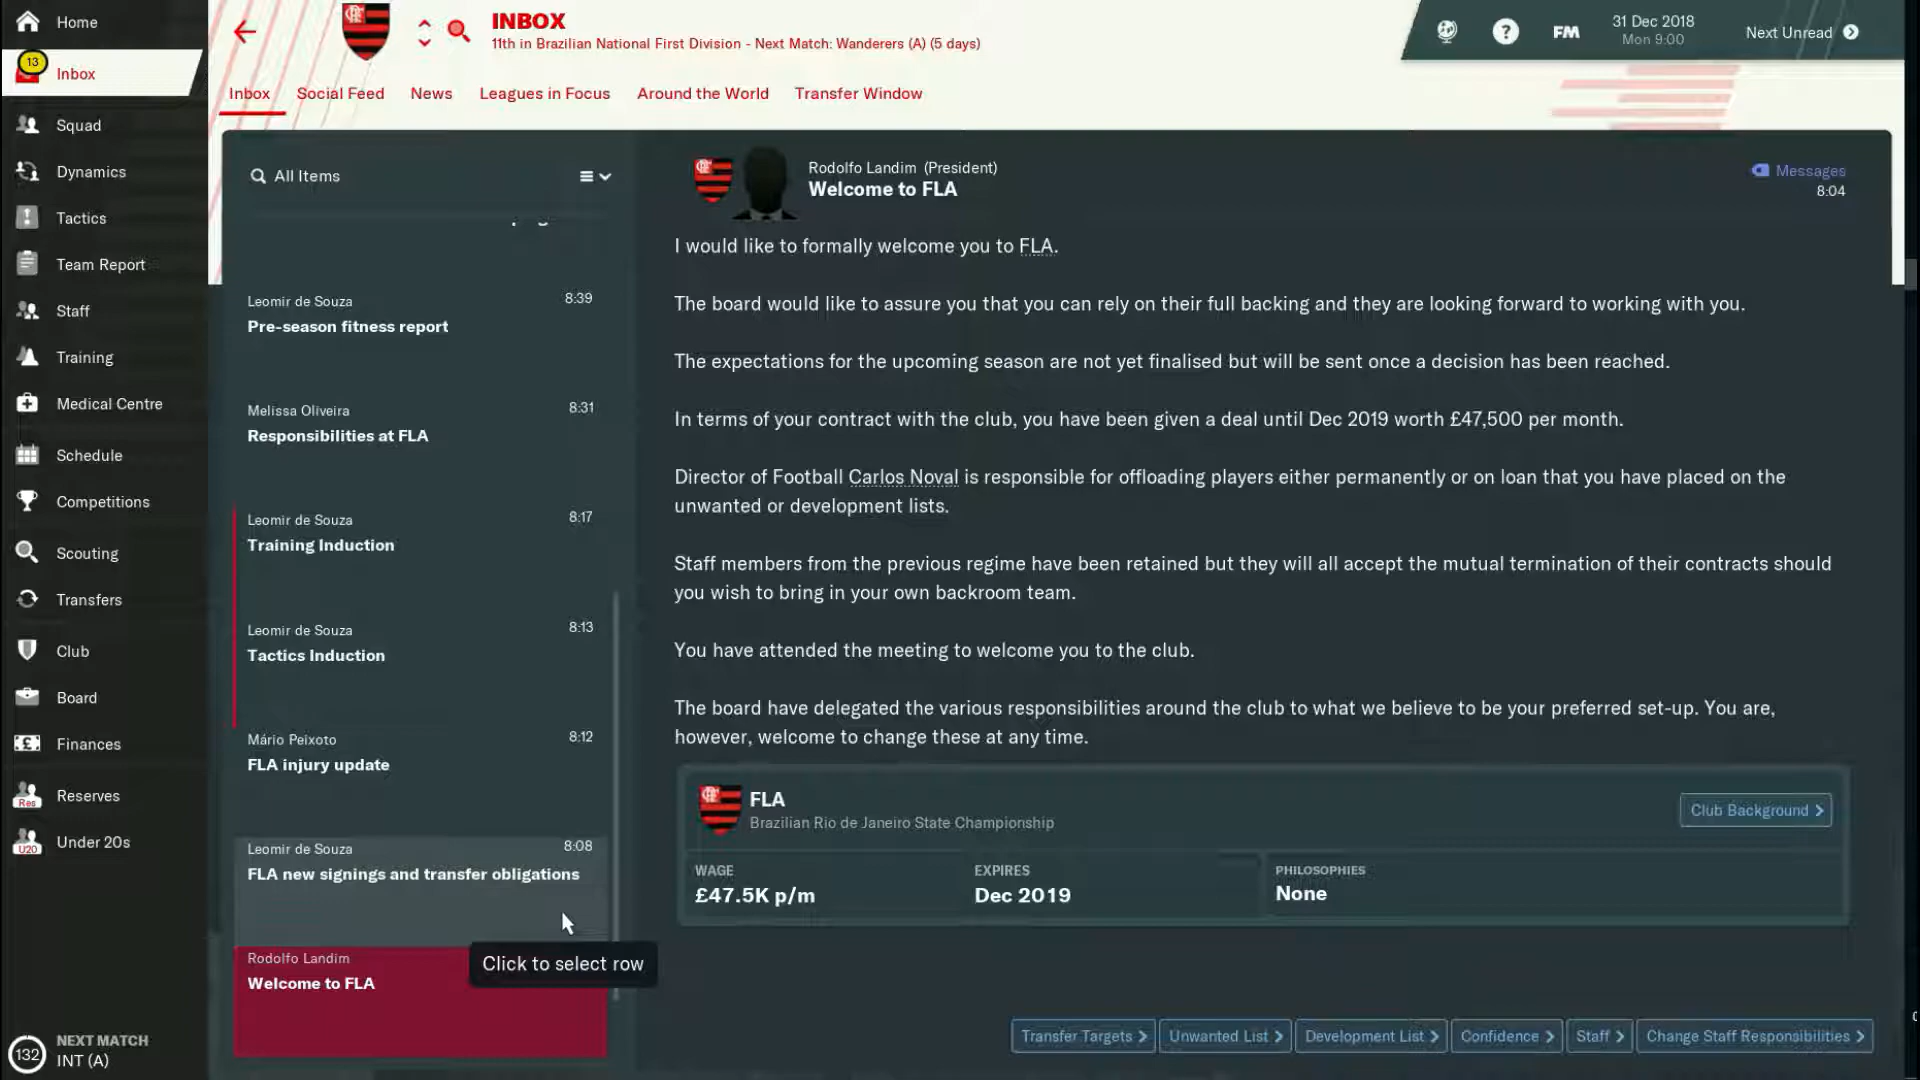 Home
13
Inbox
Squad
Dynamics
Tactics
Team Report
Staff
Training
Medical Centre
Schedule
Competitions
Scouting
Transfers
Club
Board
Finances
Res
Reserves
U20
Under 20s
132
NEXT MATCH
INT (A)
INBOX
11th in Brazilian National First Division - Next Match: Wanderers (A) (5 days)
?
FM
31 Dec 2018
Mon 9:00
Next Unread
Inbox
Social Feed
News
Leagues in Focus
Around the World
Transfer Window
All Items
Leomir de Souza
8:39
Pre-season fitness report
Melissa Oliveira
8:31
Responsibilities at FLA
Leomir de Souza
8:17
Training Induction
Leomir de Souza
8:13
Tactics Induction
Mário Peixoto
8:12
FLA injury update
Leomir de Souza
8:08
FLA new signings and transfer obligations
Rodolfo Landim
Welcome to FLA
Click to select row
Rodolfo Landim (President)
Welcome to FLA
Messages
8:04
I would like to formally welcome you to FLA.
The board would like to assure you that you can rely on their full backing and they are looking forward to working with you.
The expectations for the upcoming season are not yet finalised but will be sent once a decision has been reached.
In terms of your contract with the club, you have been given a deal until Dec 2019 worth £47,500 per month.
Director of Football Carlos Noval is responsible for offloading players either permanently or on loan that you have placed on the
unwanted or development lists.
Staff members from the previous regime have been retained but they will all accept the mutual termination of their contracts should
you wish to bring in your own backroom team.
You have attended the meeting to welcome you to the club.
The board have delegated the various responsibilities around the club to what we believe to be your preferred set-up. You are,
however, welcome to change these at any time.
FLA
Brazilian Rio de Janeiro State Championship
Club Background
WAGE
£47.5K p/m
EXPIRES
Dec 2019
PHILOSOPHIES
None
Transfer Targets
Unwanted List
Development List
Confidence
Staff
Change Staff Responsibilities